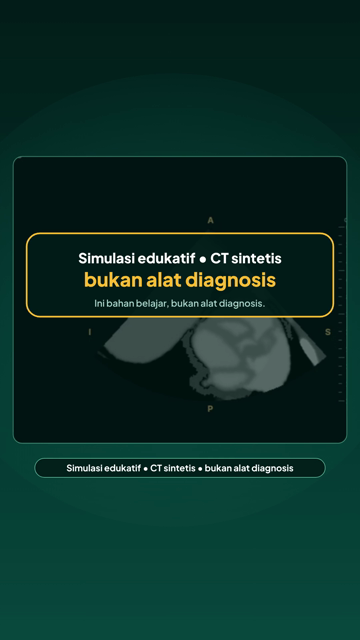 A
Simulasi edukatif • CT sintetis
bukan alat diagnosis
Ini bahan belajar, bukan alat diagnosis.
I
S
P
Simulasi edukatif • CT sintetis • bukan alat diagnosis